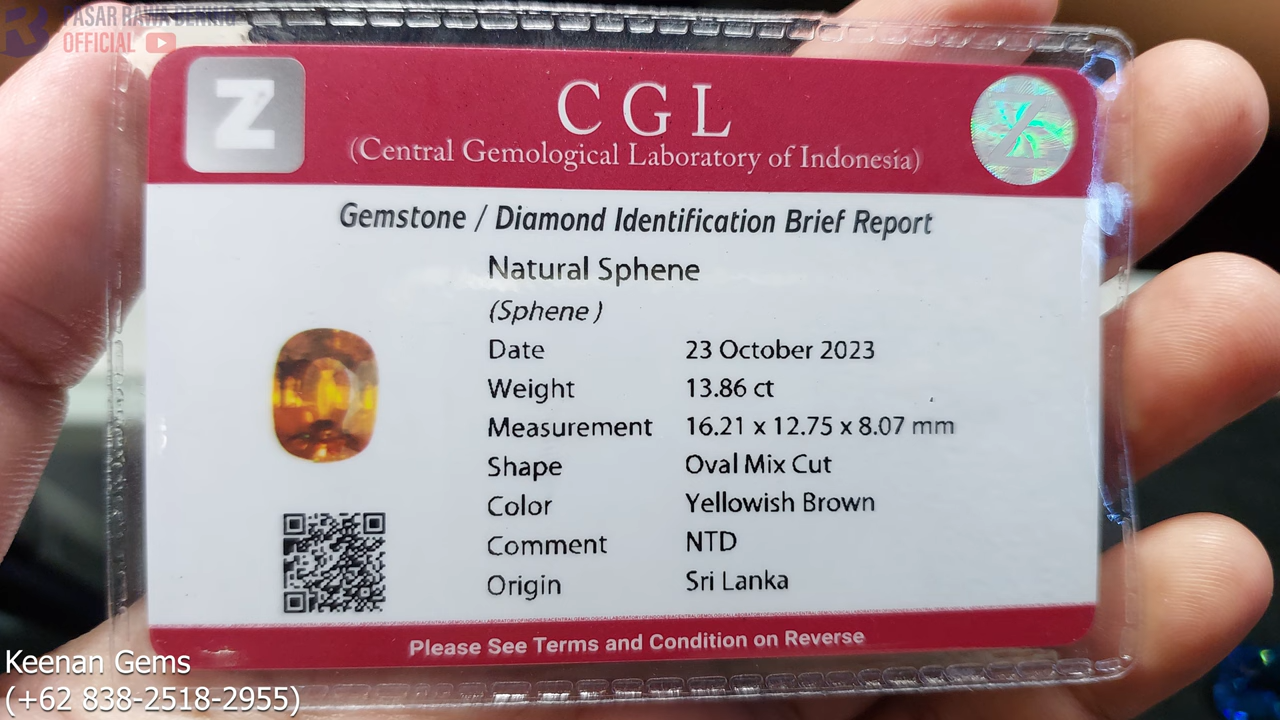 PASAR RAWA BENING
OFFICIAL
Z
C G L
(Central Gemological Laboratory of Indonesia)
Gemstone / Diamond Identification Brief Report
Natural Sphene
(Sphene )
Date 23 October 2023
Weight 13.86 ct
Measurement 16.21 x 12.75 x 8.07 mm
Shape Oval Mix Cut
Color Yellowish Brown
Comment NTD
Origin Sri Lanka
Please See Terms and Condition on Reverse
Keenan Gems
(+62 838-2518-2955)